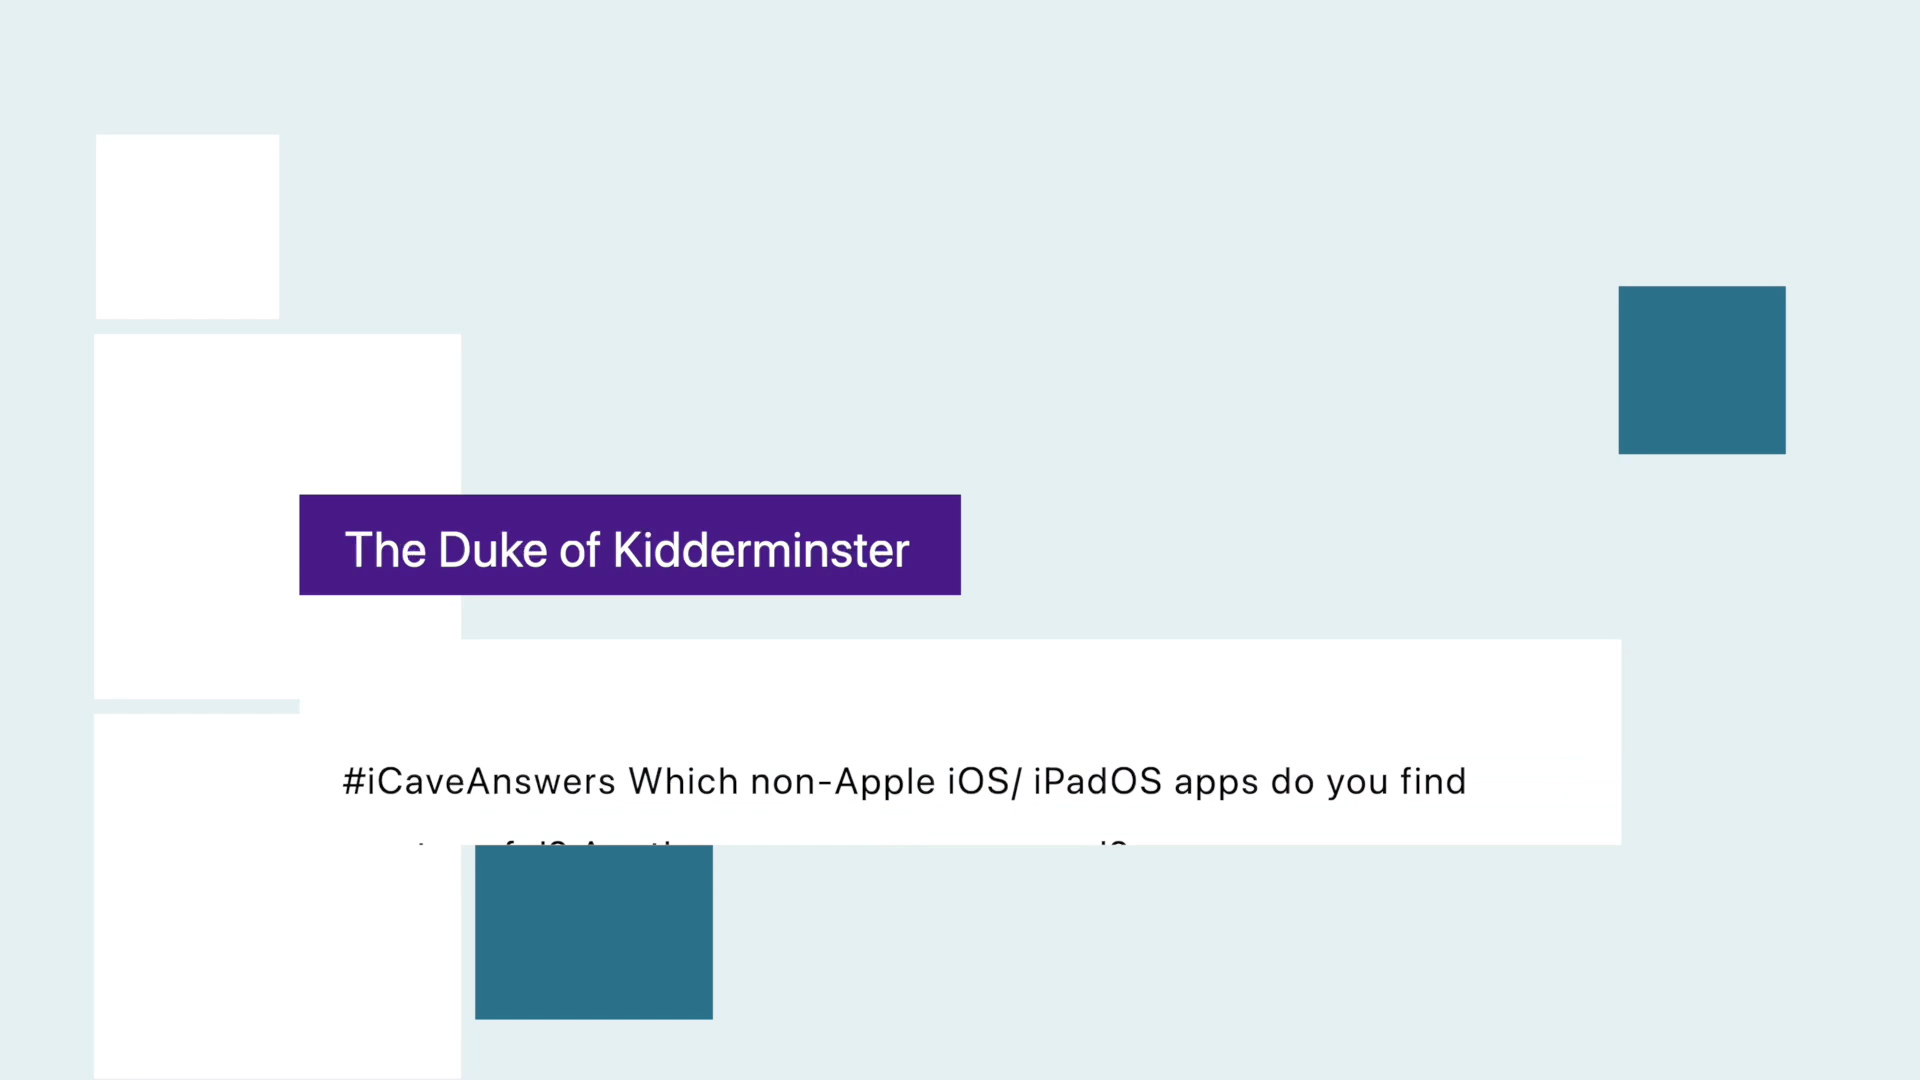 The Duke of Kidderminster
#iCaveAnswers Which non-Apple iOS/ iPadOS apps do you find